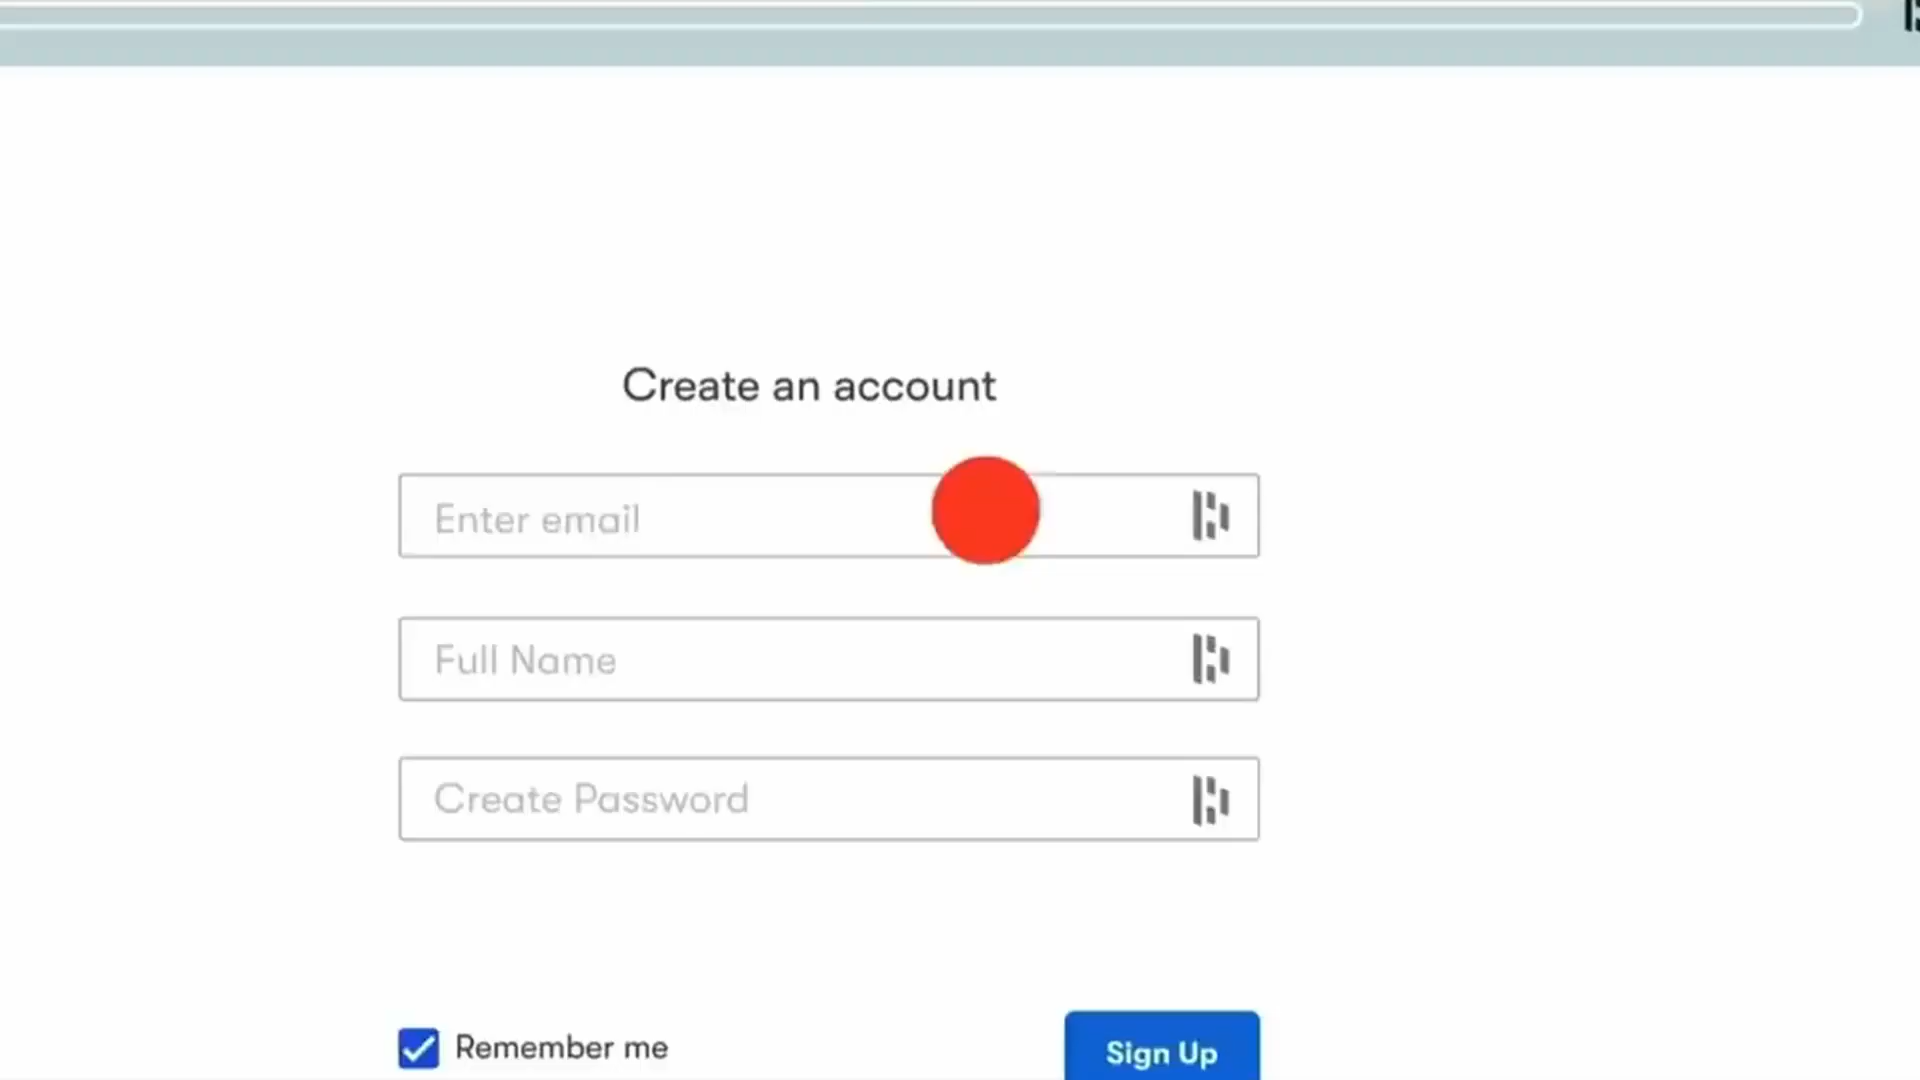 Create an account
Enter email
Full Name
Create Password
Remember me
Sign Up